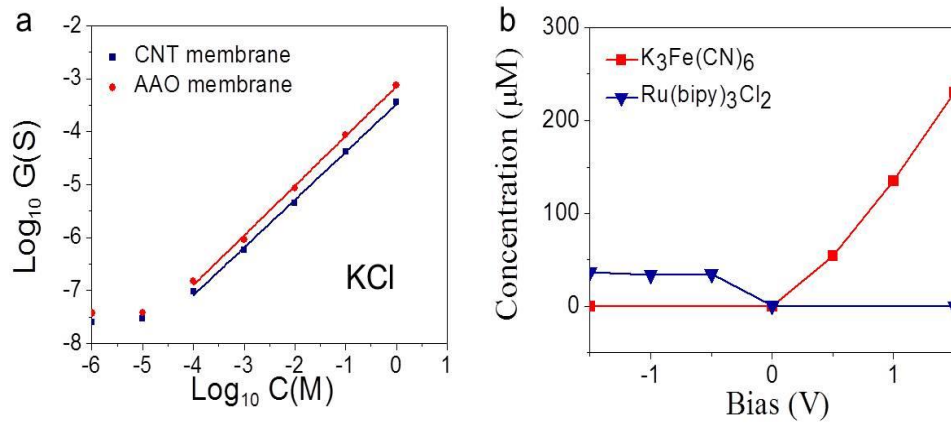 a
-2
-3
-4
-5
-6
-7
-8
-6 -5 -4 -3 -2 -1 0 1
Log₁₀ G(S)
Log₁₀ C(M)
CNT membrane
AAO membrane
KCl
b
300
200
100
0
-1 0 1
Concentration (μM)
Bias (V)
K₃Fe(CN)₆
Ru(bipy)₃Cl₂